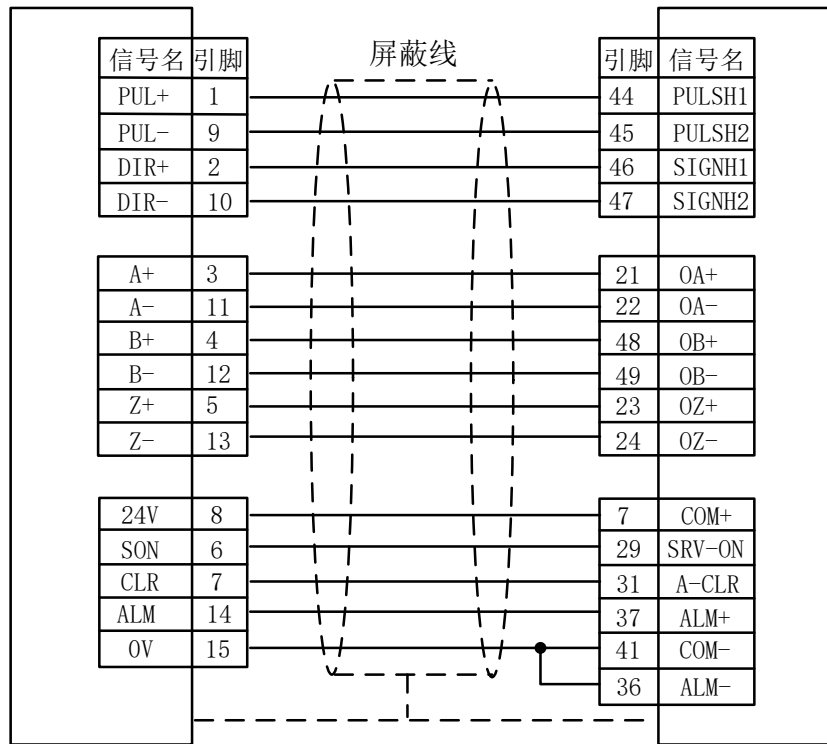 屏蔽线
信号名 引脚 引脚 信号名
PUL+ 1 44 PULSH1
PUL- 9 45 PULSH2
DIR+ 2 46 SIGNH1
DIR- 10 47 SIGNH2
A+ 3 21 OA+
A- 11 22 OA-
B+ 4 48 OB+
B- 12 49 OB-
Z+ 5 23 OZ+
Z- 13 24 OZ-
24V 8 7 COM+
SON 6 29 SRV-ON
CLR 7 31 A-CLR
ALM 14 37 ALM+
0V 15 41 COM-
36 ALM-